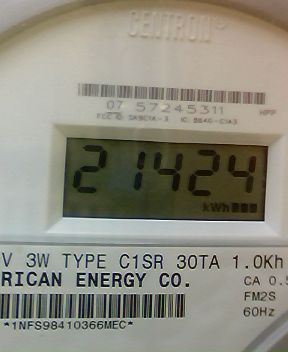 CENTRON
07 57245311 HPP
21424
kWh
V 3W TYPE C1SR 30TA 1.0Kh
RICAN ENERGY CO.
CA 0.5
FM2S
60Hz
*1NFS98410366MEC*